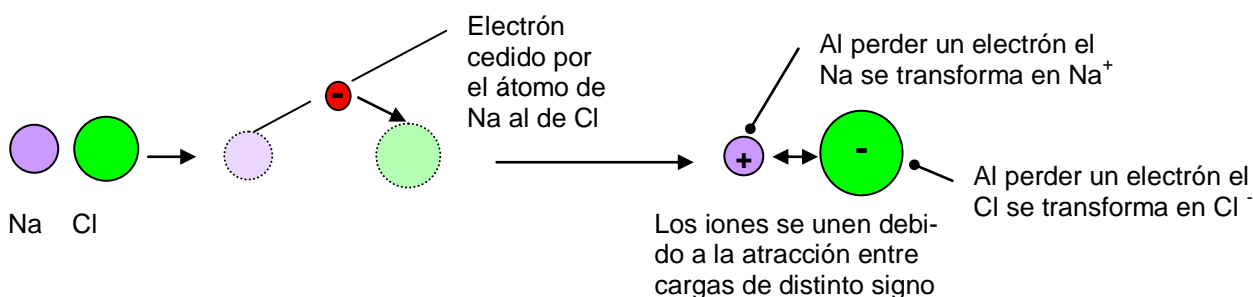 Electrón
cedido por
el átomo de
Na al de Cl
-
Al perder un electrón el
Na se transforma en Na⁺
+
-
Al perder un electrón el
Cl se transforma en Cl ⁻
Na Cl
Los iones se unen debi-
do a la atracción entre
cargas de distinto signo